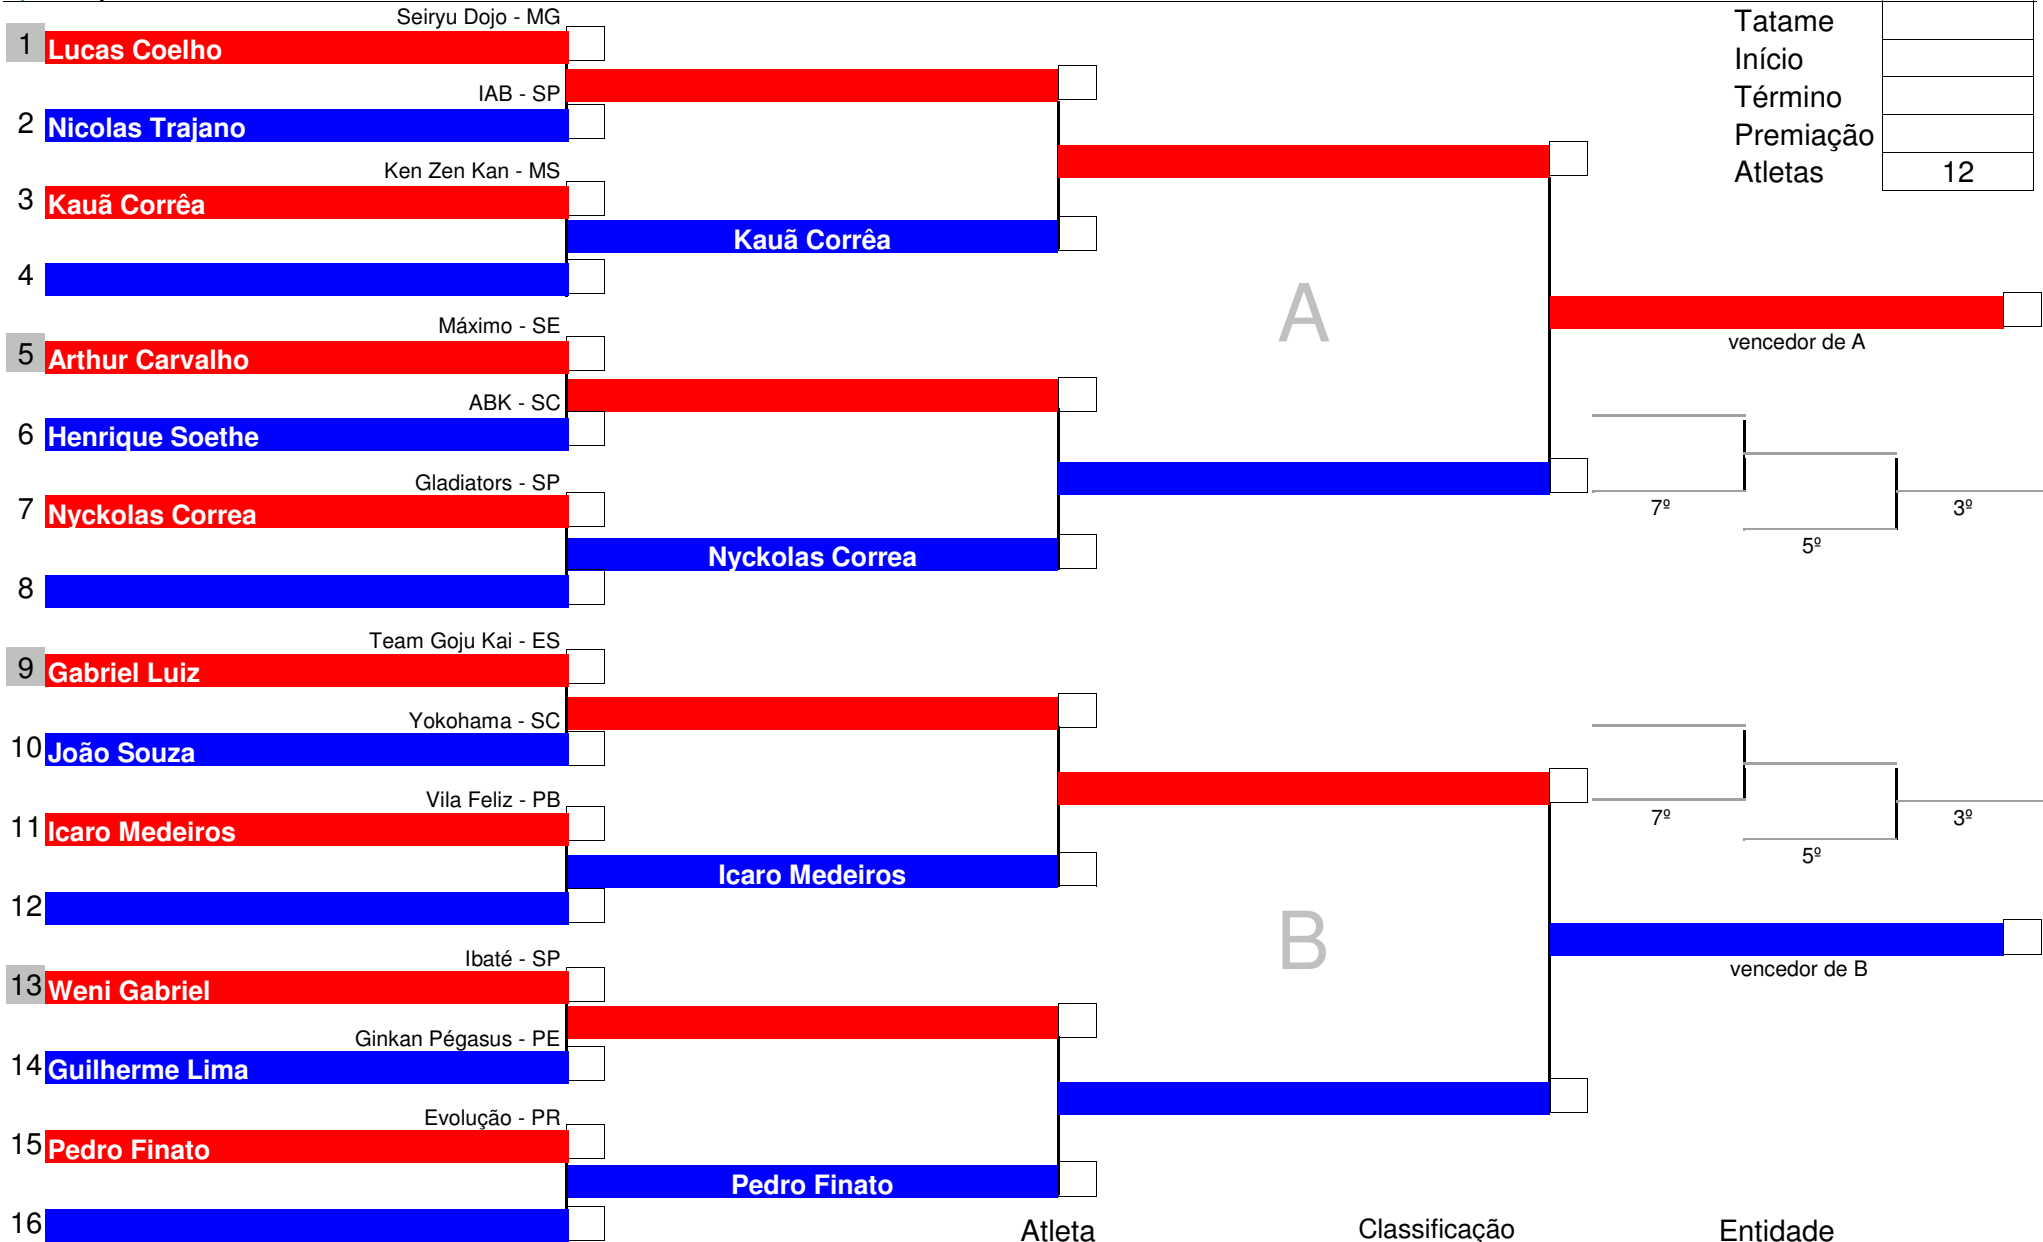 Seiryu Dojo - MG
1 Lucas Coelho
IAB - SP
2 Nicolas Trajano
Ken Zen Kan - MS
3 Kauã Corrêa
Kauã Corrêa
4
Máximo - SE
5 Arthur Carvalho
ABK - SC
6 Henrique Soethe
Gladiators - SP
7 Nyckolas Correa
Nyckolas Correa
8
Team Goju Kai - ES
9 Gabriel Luiz
Yokohama - SC
10 João Souza
Vila Feliz - PB
11 Icaro Medeiros
Icaro Medeiros
12
Ibaté - SP
13 Weni Gabriel
Ginkan Pégasus - PE
14 Guilherme Lima
Evolução - PR
15 Pedro Finato
Pedro Finato
16
A
B
Tatame
Início
Término
Premiação
Atletas 12
vencedor de A
7º
3º
5º
7º
3º
5º
vencedor de B
Atleta Classificação Entidade